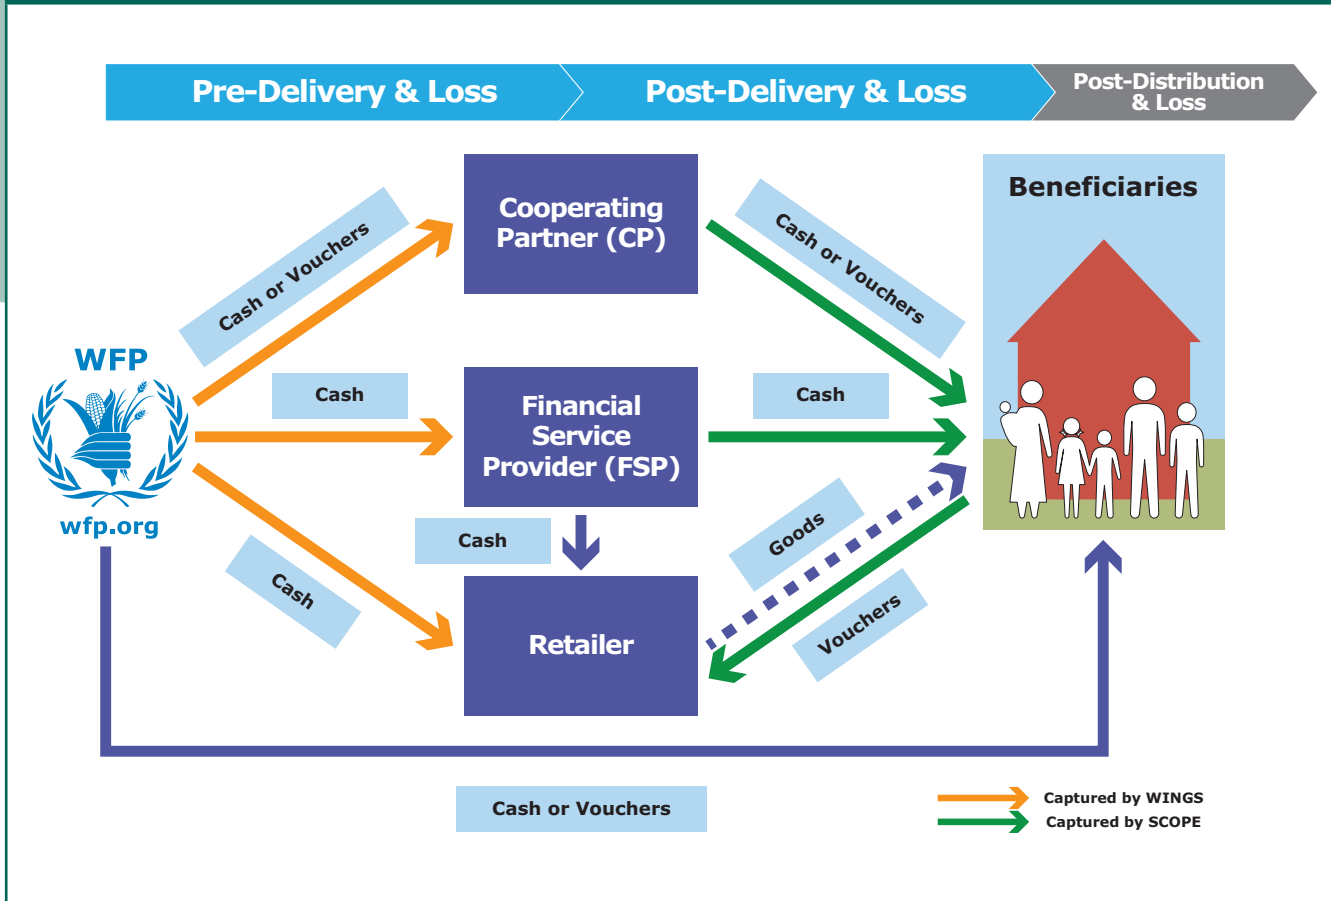 Pre-Delivery & Loss
Post-Delivery & Loss
Post-Distribution
& Loss
Cooperating
Partner (CP)
Beneficiaries
Cash or Vouchers
Cash or Vouchers
WFP
wfp.org
Cash
Financial
Service
Provider (FSP)
Cash
Cash
Cash
Goods
Vouchers
Retailer
Cash or Vouchers
Captured by WINGS
Captured by SCOPE